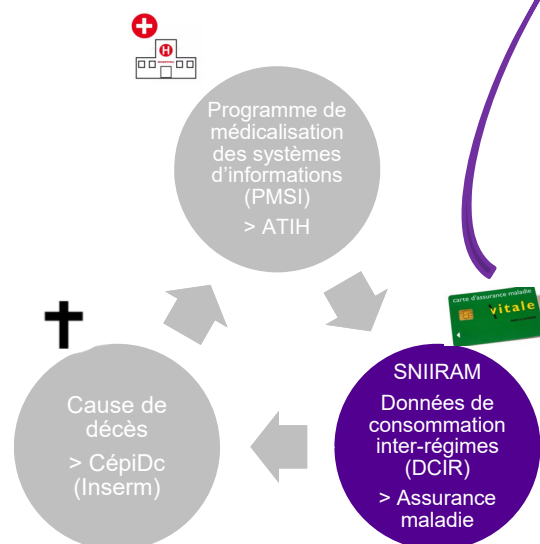 H
Programme de
médicalisation
des systèmes
d'informations
(PMSI)
> ATIH
carte d'assurance maladie
vitale
SNIIRAM
Données de
consommation
inter-régimes
(DCIR)
> Assurance
maladie
Cause de
décès
> CépiDc
(Inserm)